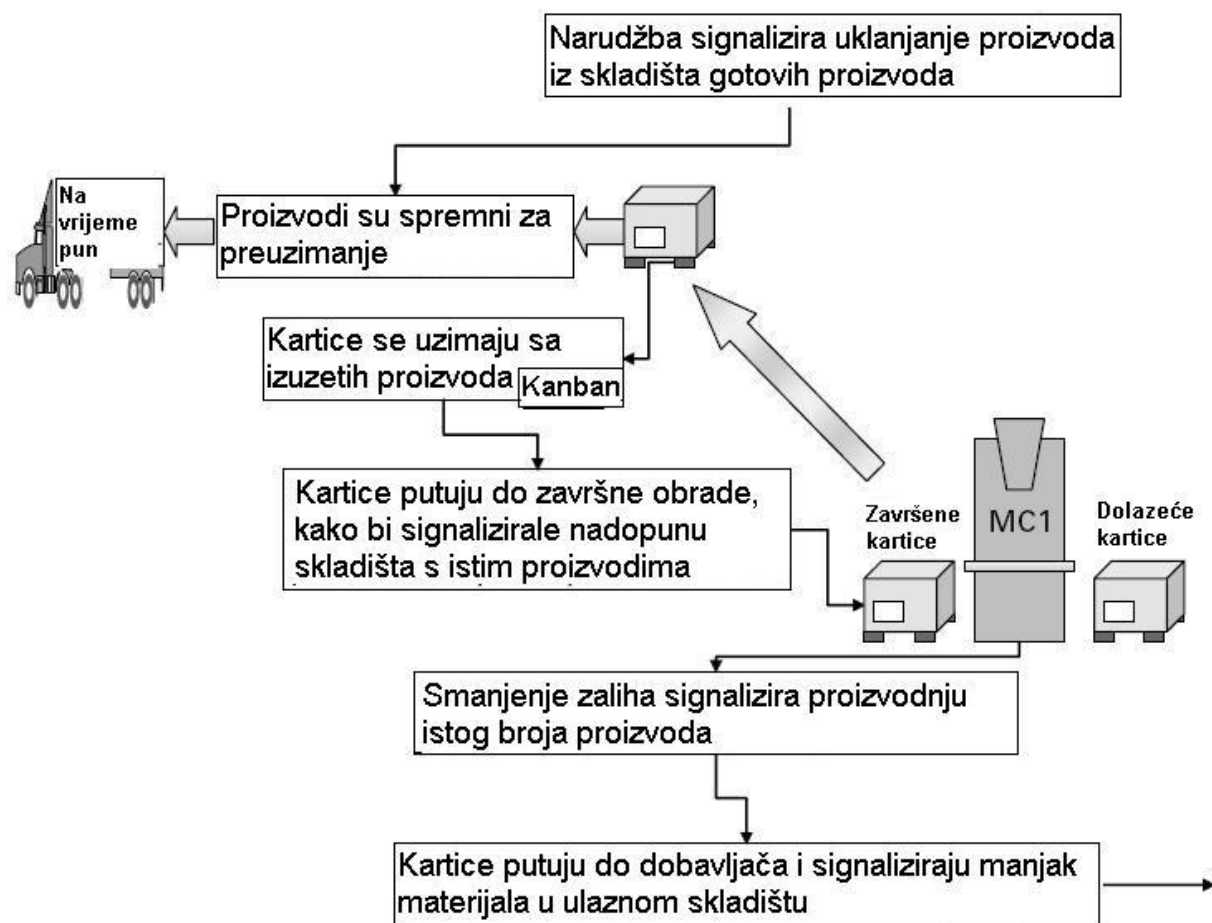 Narudžba signalizira uklanjanje proizvoda
iz skladišta gotovih proizvoda
Na
vrijeme
pun
Proizvodi su spremni za
preuzimanje
Kartice se uzimaju sa
izuzetih proizvoda
Kanban
Kartice putuju do završne obrade,
kako bi signalizirale nadopunu
skladišta s istim proizvodima
Završene
kartice
MC1
Dolazeće
kartice
Smanjenje zaliha signalizira proizvodnju
istog broja proizvoda
Kartice putuju do dobavljača i signaliziraju manjak
materijala u ulaznom skladištu